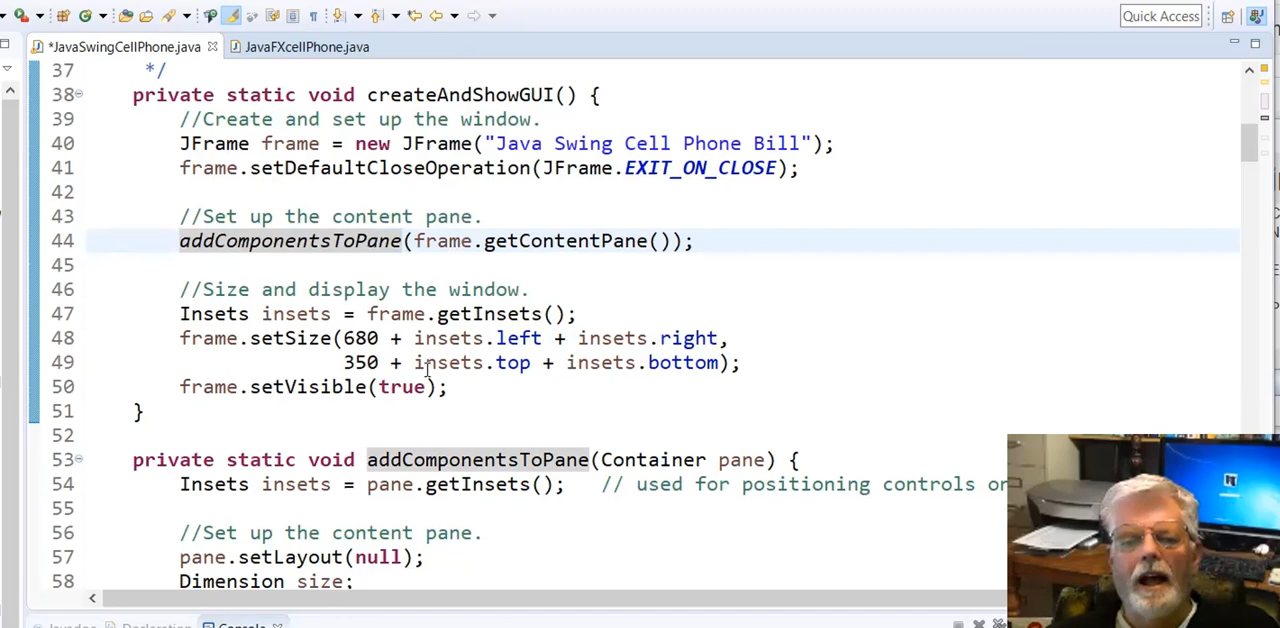 Quick Access
*JavaSwingCellPhone.java
JavaFXcellPhone.java
37 */
38 private static void createAndShowGUI() {
39 //Create and set up the window.
40 JFrame frame = new JFrame("Java Swing Cell Phone Bill");
41 frame.setDefaultCloseOperation(JFrame.EXIT_ON_CLOSE);
42
43 //Set up the content pane.
44 addComponentsToPane(frame.getContentPane());
45
46 //Size and display the window.
47 Insets insets = frame.getInsets();
48 frame.setSize(680 + insets.left + insets.right,
49 350 + insets.top + insets.bottom);
50 frame.setVisible(true);
51 }
52
53 private static void addComponentsToPane(Container pane) {
54 Insets insets = pane.getInsets(); // used for positioning controls on
55
56 //Set up the content pane.
57 pane.setLayout(null);
58 Dimension size;
Javadoc Declaration Console